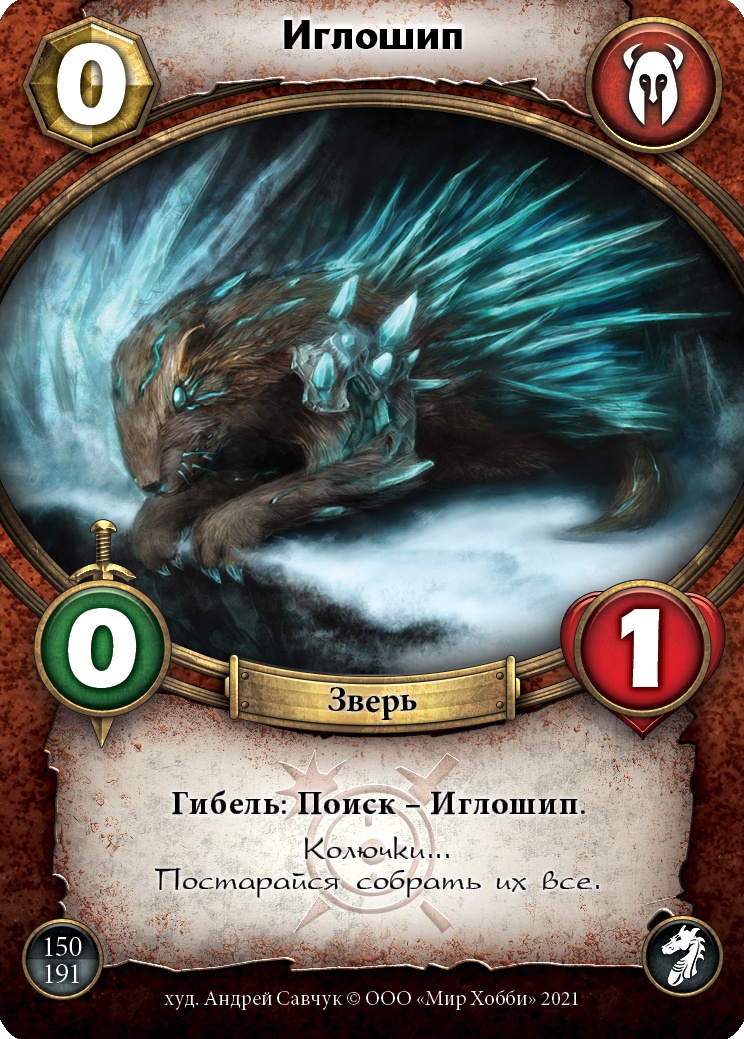 Иглошип
0
0
1
Зверь
Гибель: Поиск – Иглошип.
Колючки...
Постарайся собрать их все.
150
191
худ. Андрей Савчук © ООО «Мир Хобби» 2021